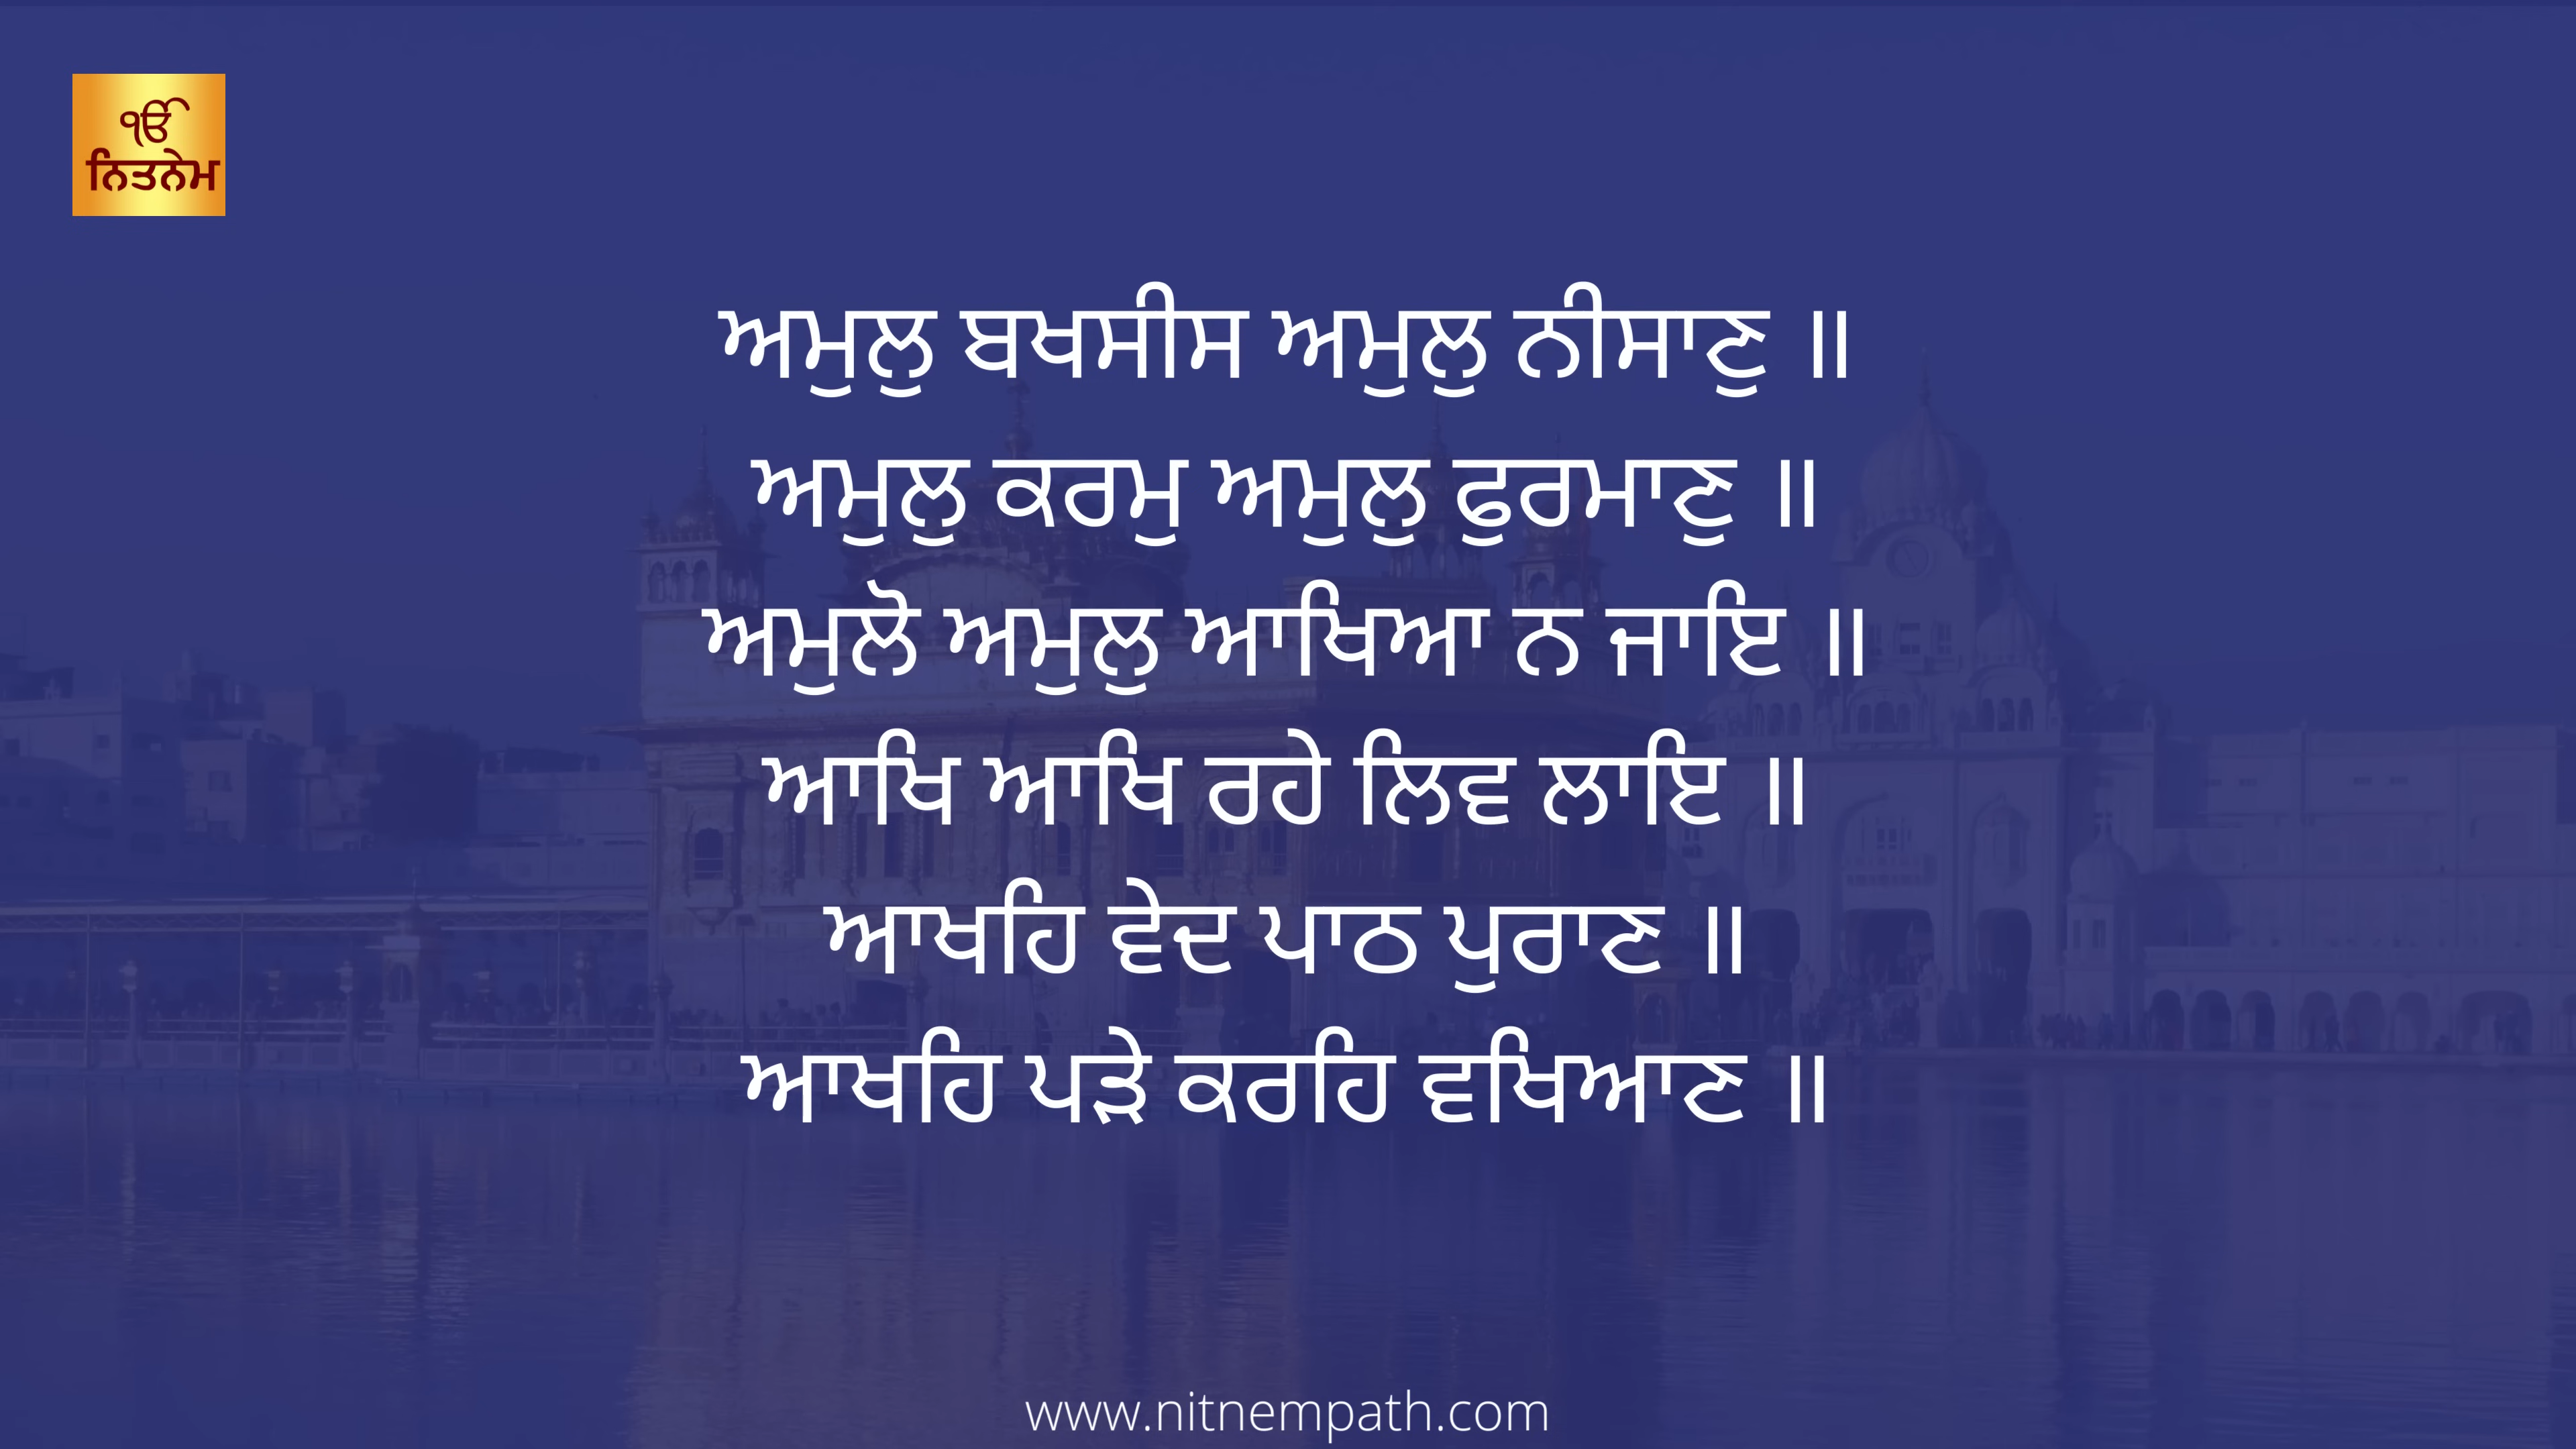 ੴ
ਨਿਤਨੇਮ
ਅਮੁਲੁ ਬਖਸੀਸ ਅਮੁਲੁ ਨੀਸਾਣੁ ॥
ਅਮੁਲੁ ਕਰਮੁ ਅਮੁਲੁ ਫੁਰਮਾਣੁ ॥
ਅਮੁਲੋ ਅਮੁਲੁ ਆਖਿਆ ਨ ਜਾਇ ॥
ਆਖਿ ਆਖਿ ਰਹੇ ਲਿਵ ਲਾਇ ॥
ਆਖਹਿ ਵੇਦ ਪਾਠ ਪੁਰਾਣ ॥
ਆਖਹਿ ਪੜੇ ਕਰਹਿ ਵਖਿਆਣ ॥
www.nitnempath.com